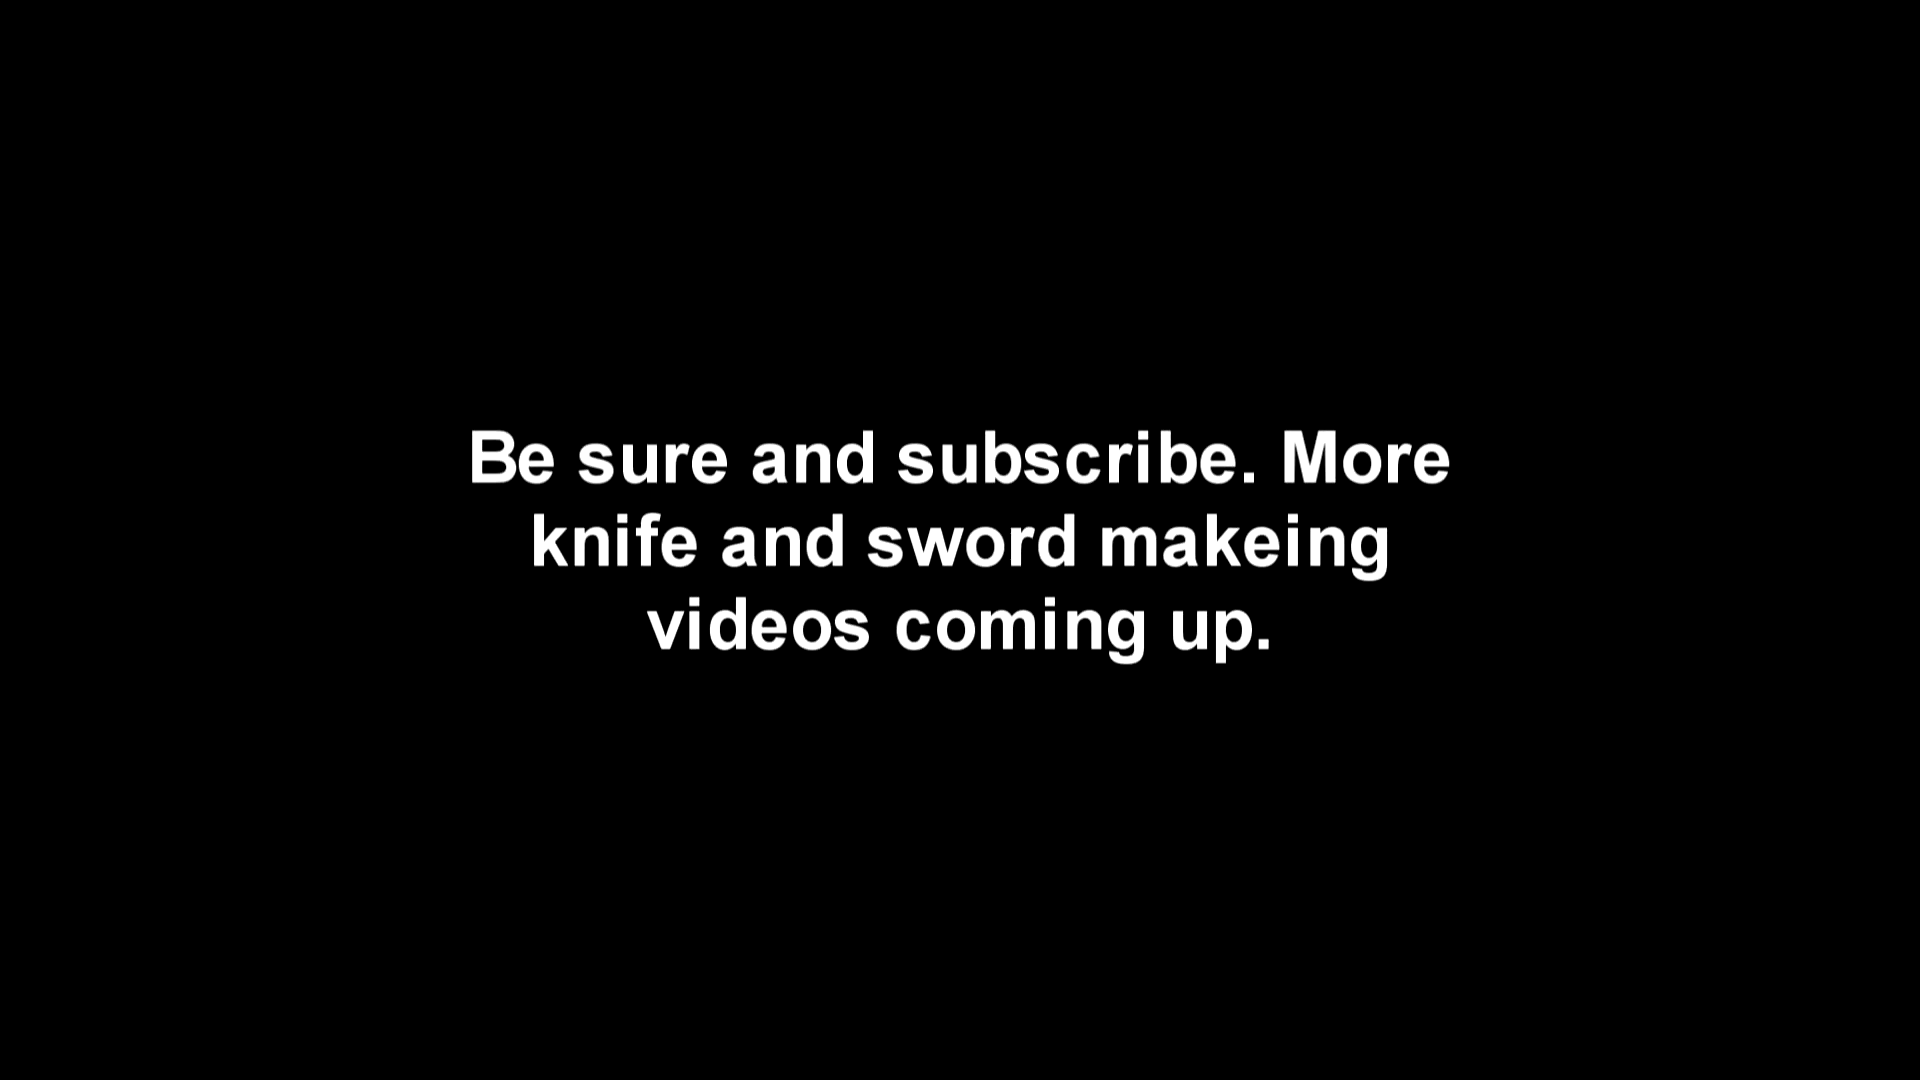 Be sure and subscribe. More
knife and sword makeing
videos coming up.